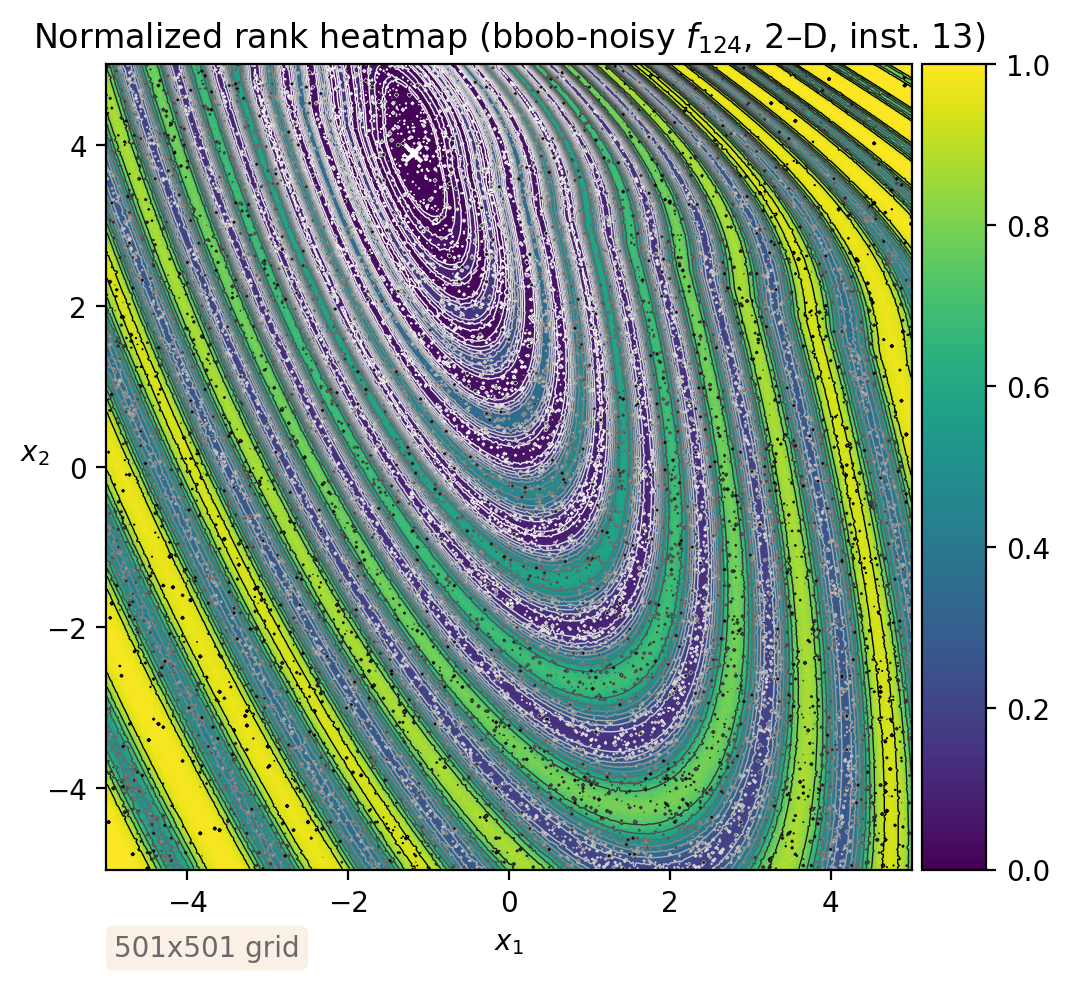 Normalized rank heatmap (bbob-noisy f124, 2–D, inst. 13)
1.0
0.8
0.6
0.4
0.2
0.0
4
2
0
−2
−4
x2
−4 −2 0 2 4
x1
501x501 grid